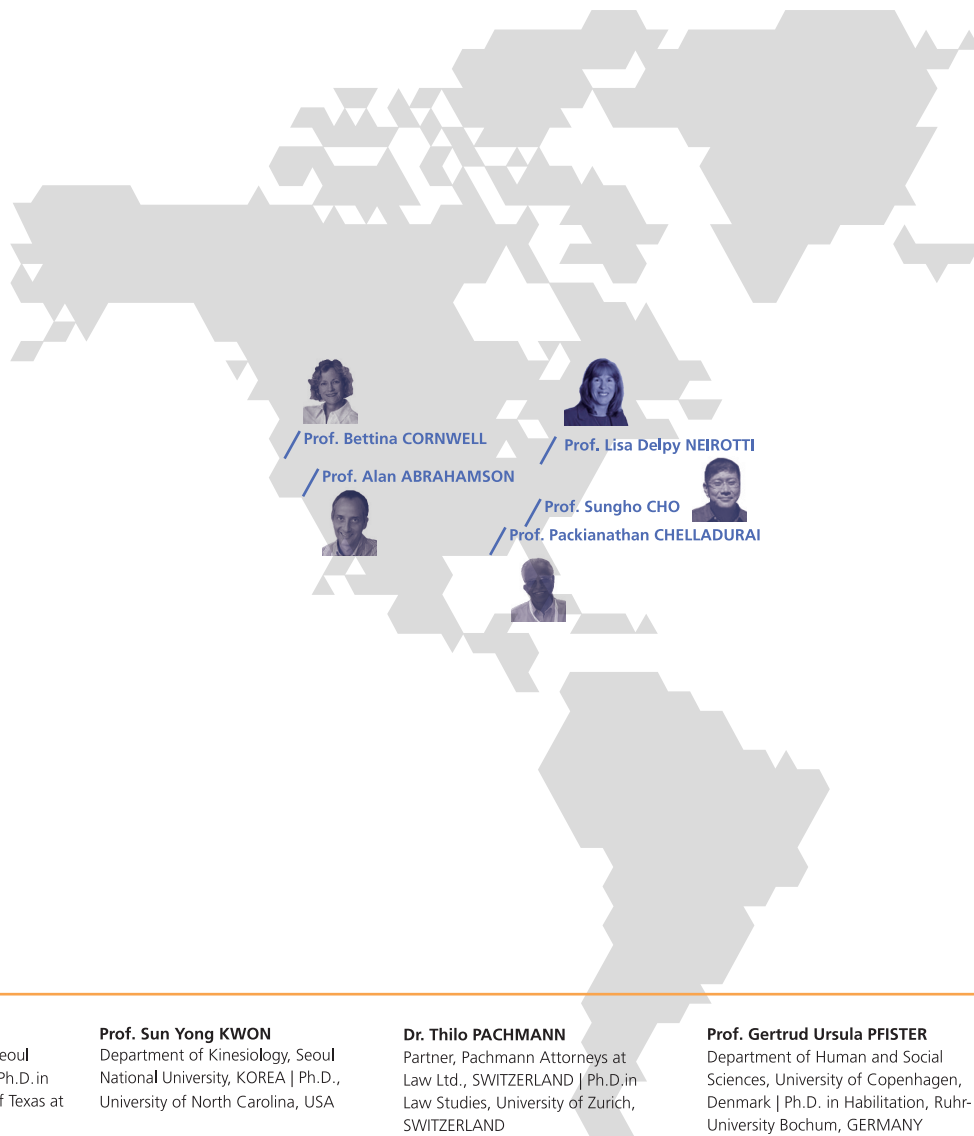 Prof. Bettina CORNWELL
Prof. Lisa Delpy NEIROTTI
Prof. Alan ABRAHAMSON
Prof. Sungho CHO
Prof. Packianathan CHELLADURAI
eoul
Ph.D. in
f Texas at
Prof. Sun Yong KWON
Department of Kinesiology, Seoul
National University, KOREA | Ph.D.,
University of North Carolina, USA
Dr. Thilo PACHMANN
Partner, Pachmann Attorneys at
Law Ltd., SWITZERLAND | Ph.D.in
Law Studies, University of Zurich,
SWITZERLAND
Prof. Gertrud Ursula PFISTER
Department of Human and Social
Sciences, University of Copenhagen,
Denmark | Ph.D. in Habilitation, Ruhr-
University Bochum, GERMANY